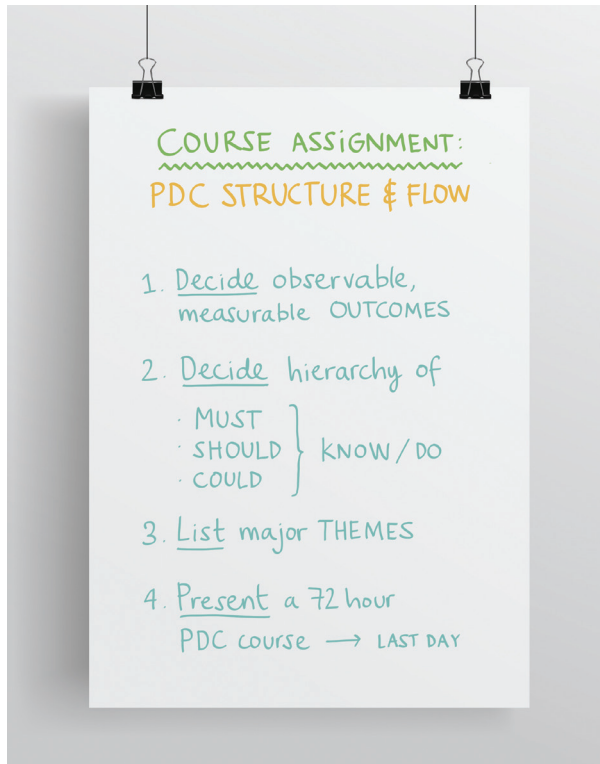 COURSE ASSIGNMENT:
PDC STRUCTURE & FLOW
1. Decide observable,
measurable OUTCOMES
2. Decide hierarchy of
· MUST
· SHOULD } KNOW / DO
· COULD
3. List major THEMES
4. Present a 72 hour
PDC course → LAST DAY